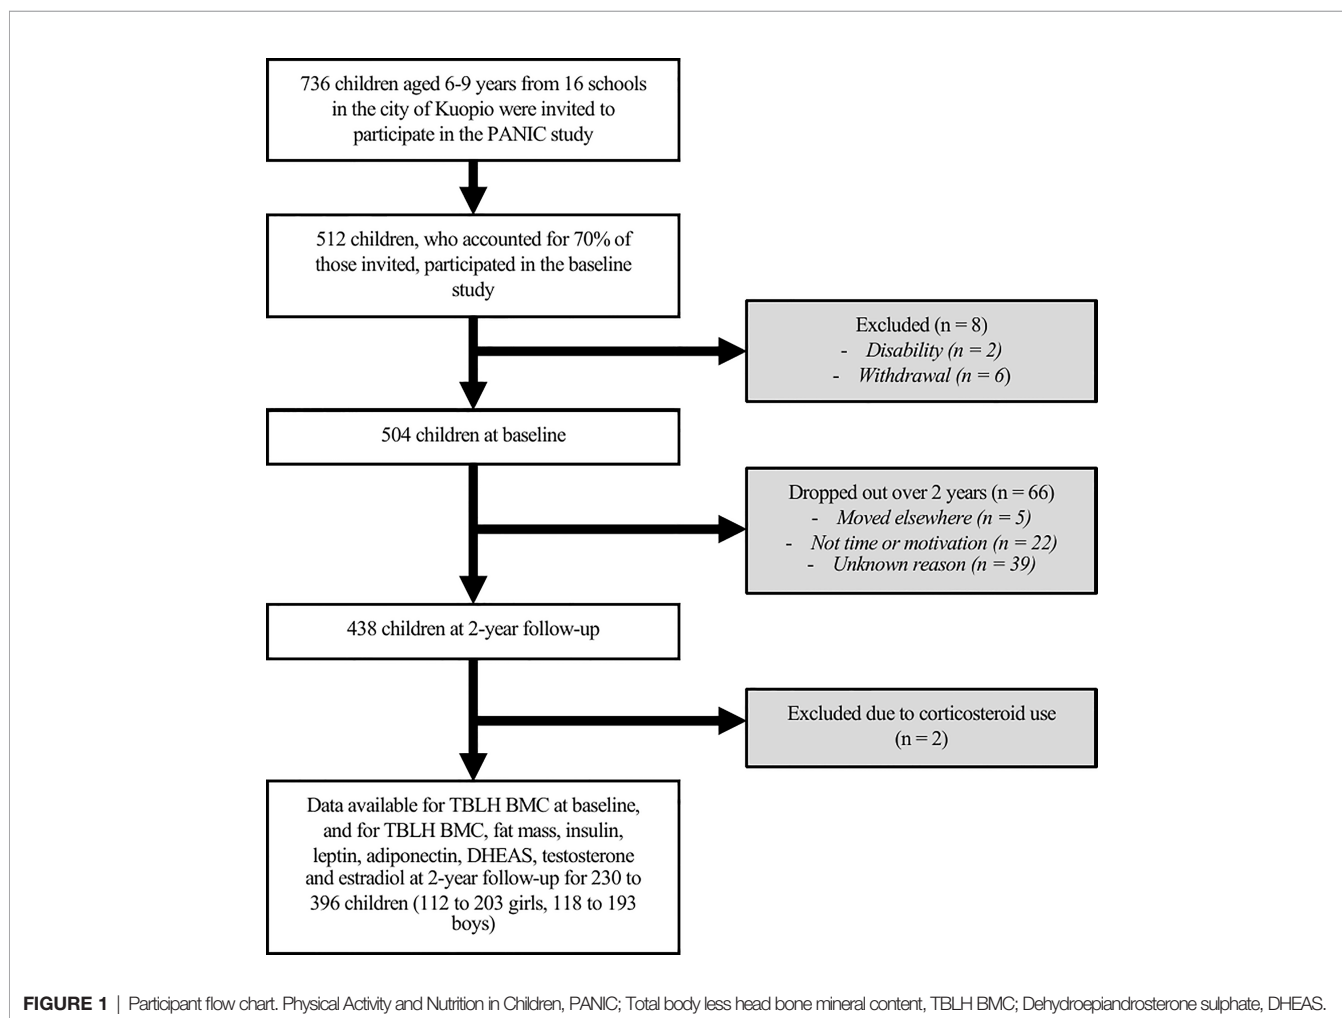 736 children aged 6-9 years from 16 schools
in the city of Kuopio were invited to
participate in the PANIC study
512 children, who accounted for 70% of
those invited, participated in the baseline
study
Excluded (n = 8)
- Disability (n = 2)
- Withdrawal (n = 6)
504 children at baseline
Dropped out over 2 years (n = 66)
- Moved elsewhere (n = 5)
- Not time or motivation (n = 22)
- Unknown reason (n = 39)
438 children at 2-year follow-up
Excluded due to corticosteroid use
(n = 2)
Data available for TBLH BMC at baseline,
and for TBLH BMC, fat mass, insulin,
leptin, adiponectin, DHEAS, testosterone
and estradiol at 2-year follow-up for 230 to
396 children (112 to 203 girls, 118 to 193
boys)
FIGURE 1 | Participant flow chart. Physical Activity and Nutrition in Children, PANIC; Total body less head bone mineral content, TBLH BMC; Dehydroepiandrosterone sulphate, DHEAS.